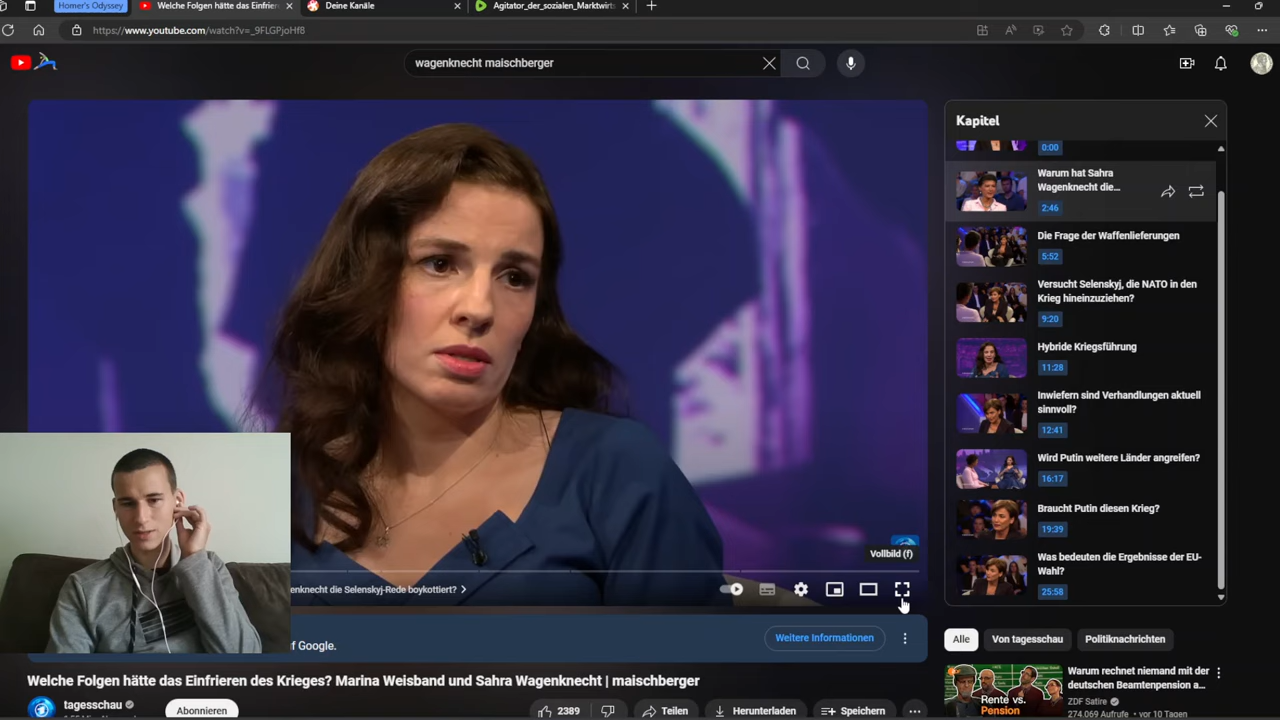 Homer's Odyssey
Welche Folgen hätte das Einfrier
Deine Kanäle
Agitator_der_sozialen_Marktwirt
https://www.youtube.com/watch?v=_9FLGPjoHf8
wagenknecht maischberger
Kapitel
0:00
Warum hat Sahra
Wagenknecht die...
2:46
Die Frage der Waffenlieferungen
5:52
Versucht Selenskyj, die NATO in den
Krieg hineinzuziehen?
9:20
Hybride Kriegsführung
11:28
Inwiefern sind Verhandlungen aktuell
sinnvoll?
12:41
Wird Putin weitere Länder angreifen?
16:17
Braucht Putin diesen Krieg?
19:39
Was bedeuten die Ergebnisse der EU-
Wahl?
25:58
Vollbild (f)
enknecht die Selenskyj-Rede boykottiert?
f Google.
Weitere Informationen
Alle
Von tagesschau
Politiknachrichten
Welche Folgen hätte das Einfrieren des Krieges? Marina Weisband und Sahra Wagenknecht | maischberger
tagesschau
Abonnieren
2389
Teilen
Herunterladen
Speichern
Rente vs.
Pension
Warum rechnet niemand mit der
deutschen Beamtenpension a...
ZDF Satire
274.069 Aufrufe • vor 10 Tagen